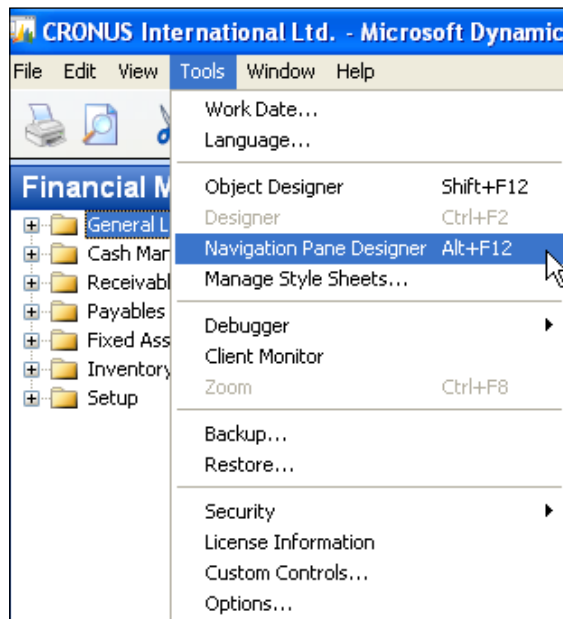 CRONUS International Ltd. - Microsoft Dynamic
File Edit View Tools Window Help
Work Date...
Language...
Financial M
Object Designer Shift+F12
General L
Designer Ctrl+F2
Cash Mar
Navigation Pane Designer Alt+F12
Receivabl
Manage Style Sheets...
Payables
Debugger
Fixed Ass
Client Monitor
Inventory
Zoom Ctrl+F8
Setup
Backup...
Restore...
Security
License Information
Custom Controls...
Options...